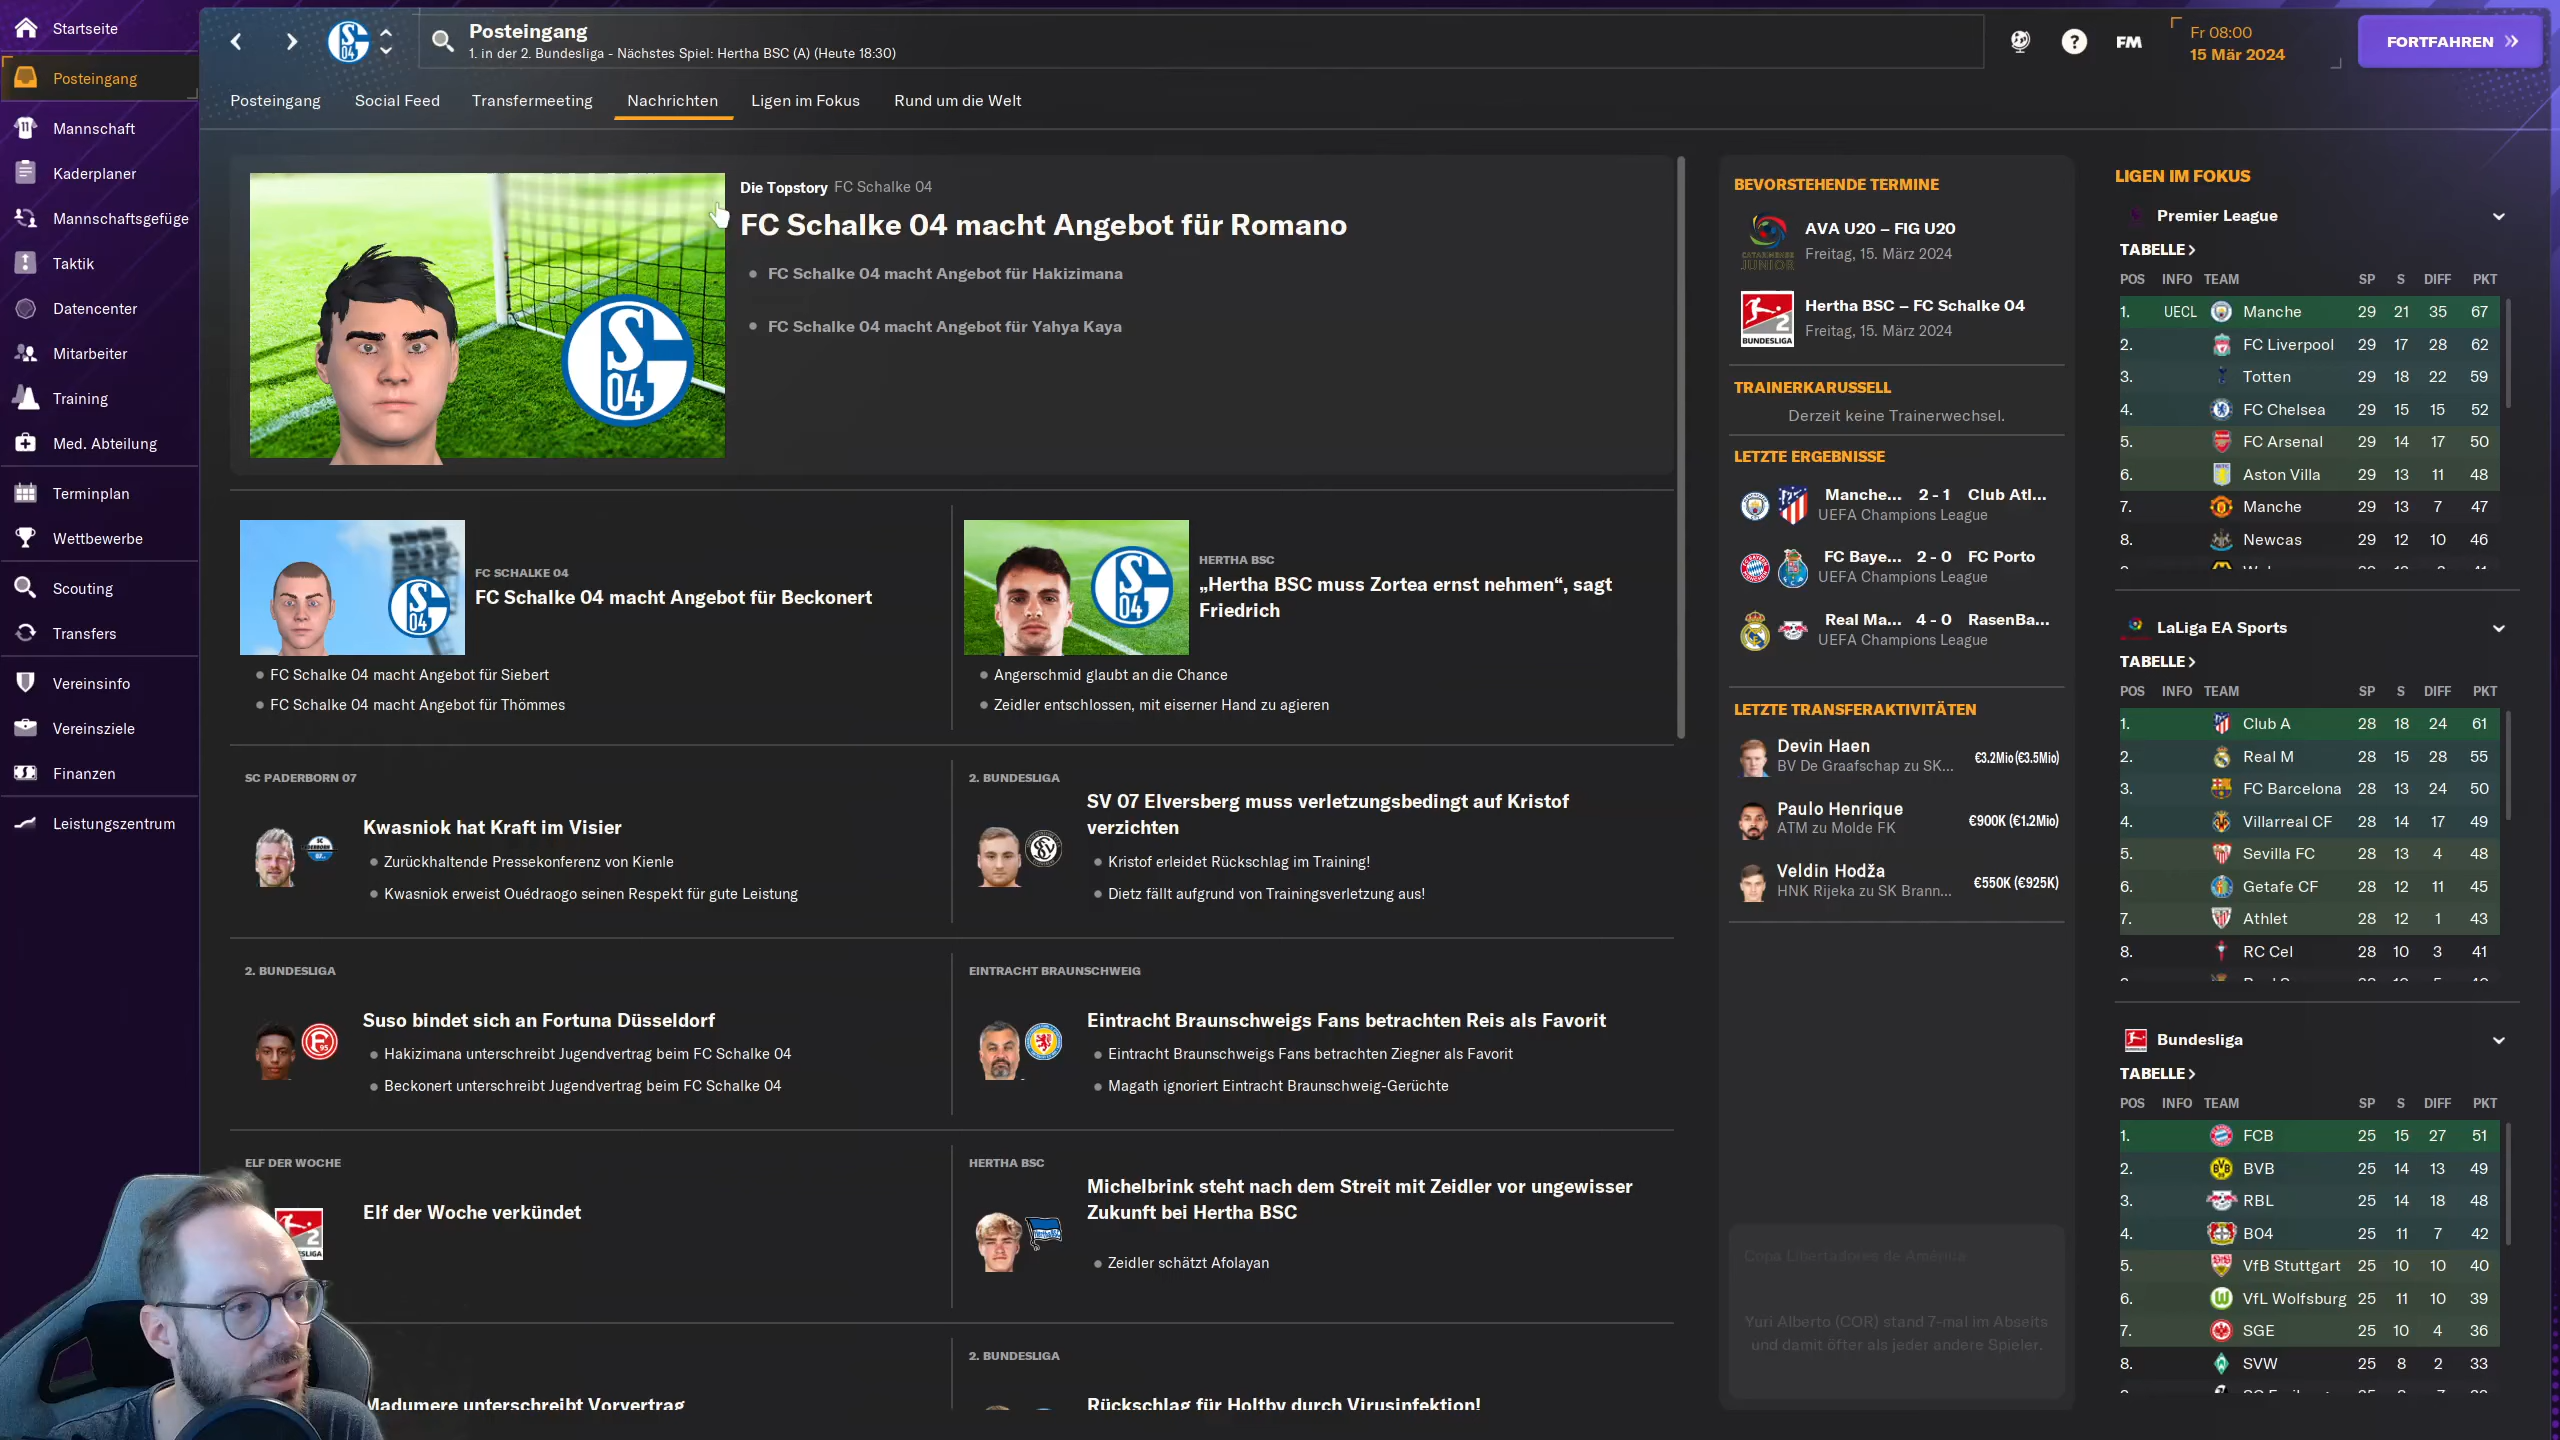 Startseite
Posteingang
Mannschaft
Kaderplaner
Mannschaftsgefüge
Taktik
Datencenter
Mitarbeiter
Training
Med. Abteilung
Terminplan
Wettbewerbe
Scouting
Transfers
Vereinsinfo
Vereinsziele
Finanzen
Leistungszentrum
Posteingang
1. in der 2. Bundesliga - Nächstes Spiel: Hertha BSC (A) (Heute 18:30)
?
FM
Fr 08:00
15 Mär 2024
FORTFAHREN
Posteingang Social Feed Transfermeeting Nachrichten Ligen im Fokus Rund um die Welt
Die Topstory FC Schalke 04
FC Schalke 04 macht Angebot für Romano
FC Schalke 04 macht Angebot für Hakizimana
FC Schalke 04 macht Angebot für Yahya Kaya
FC SCHALKE 04
FC Schalke 04 macht Angebot für Beckonert
FC Schalke 04 macht Angebot für Siebert
FC Schalke 04 macht Angebot für Thömmes
HERTHA BSC
„Hertha BSC muss Zortea ernst nehmen“, sagt
Friedrich
Angerschmid glaubt an die Chance
Zeidler entschlossen, mit eiserner Hand zu agieren
SC PADERBORN 07
Kwasniok hat Kraft im Visier
Zurückhaltende Pressekonferenz von Kienle
Kwasniok erweist Ouédraogo seinen Respekt für gute Leistung
2. BUNDESLIGA
SV 07 Elversberg muss verletzungsbedingt auf Kristof
verzichten
Kristof erleidet Rückschlag im Training!
Dietz fällt aufgrund von Trainingsverletzung aus!
2. BUNDESLIGA
Suso bindet sich an Fortuna Düsseldorf
Hakizimana unterschreibt Jugendvertrag beim FC Schalke 04
Beckonert unterschreibt Jugendvertrag beim FC Schalke 04
EINTRACHT BRAUNSCHWEIG
Eintracht Braunschweigs Fans betrachten Reis als Favorit
Eintracht Braunschweigs Fans betrachten Ziegner als Favorit
Magath ignoriert Eintracht Braunschweig-Gerüchte
ELF DER WOCHE
Elf der Woche verkündet
HERTHA BSC
Michelbrink steht nach dem Streit mit Zeidler vor ungewisser
Zukunft bei Hertha BSC
Zeidler schätzt Afolayan
Madumere unterschreibt Vorvertrag
2. BUNDESLIGA
Rückschlag für Holtby durch Virusinfektion!
BEVORSTEHENDE TERMINE
AVA U20 – FIG U20
Freitag, 15. März 2024
Hertha BSC – FC Schalke 04
Freitag, 15. März 2024
TRAINERKARUSSELL
Derzeit keine Trainerwechsel.
LETZTE ERGEBNISSE
Manche... 2 - 1 Club Atl...
UEFA Champions League
FC Baye... 2 - 0 FC Porto
UEFA Champions League
Real Ma... 4 - 0 RasenBa...
UEFA Champions League
LETZTE TRANSFERAKTIVITÄTEN
Devin Haen
BV De Graafschap zu SK... €3.2Mio (€3.5Mio)
Paulo Henrique
ATM zu Molde FK €900K (€1.2Mio)
Veldin Hodža
HNK Rijeka zu SK Brann... €550K (€925K)
Copa Libertadores de América
Yuri Alberto (COR) stand 7-mal im Abseits
und damit öfter als jeder andere Spieler.
LIGEN IM FOKUS
Premier League
TABELLE
POS INFO TEAM SP S DIFF PKT
1. UECL Manche 29 21 35 67
2. FC Liverpool 29 17 28 62
3. Totten 29 18 22 59
4. FC Chelsea 29 15 15 52
5. FC Arsenal 29 14 17 50
6. Aston Villa 29 13 11 48
7. Manche 29 13 7 47
8. Newcas 29 12 10 46
LaLiga EA Sports
TABELLE
POS INFO TEAM SP S DIFF PKT
1. Club A 28 18 24 61
2. Real M 28 15 28 55
3. FC Barcelona 28 13 24 50
4. Villarreal CF 28 14 17 49
5. Sevilla FC 28 13 4 48
6. Getafe CF 28 12 11 45
7. Athlet 28 12 1 43
8. RC Cel 28 10 3 41
Bundesliga
TABELLE
POS INFO TEAM SP S DIFF PKT
1. FCB 25 15 27 51
2. BVB 25 14 13 49
3. RBL 25 14 18 48
4. B04 25 11 7 42
5. VfB Stuttgart 25 10 10 40
6. VfL Wolfsburg 25 11 10 39
7. SGE 25 10 4 36
8. SVW 25 8 2 33